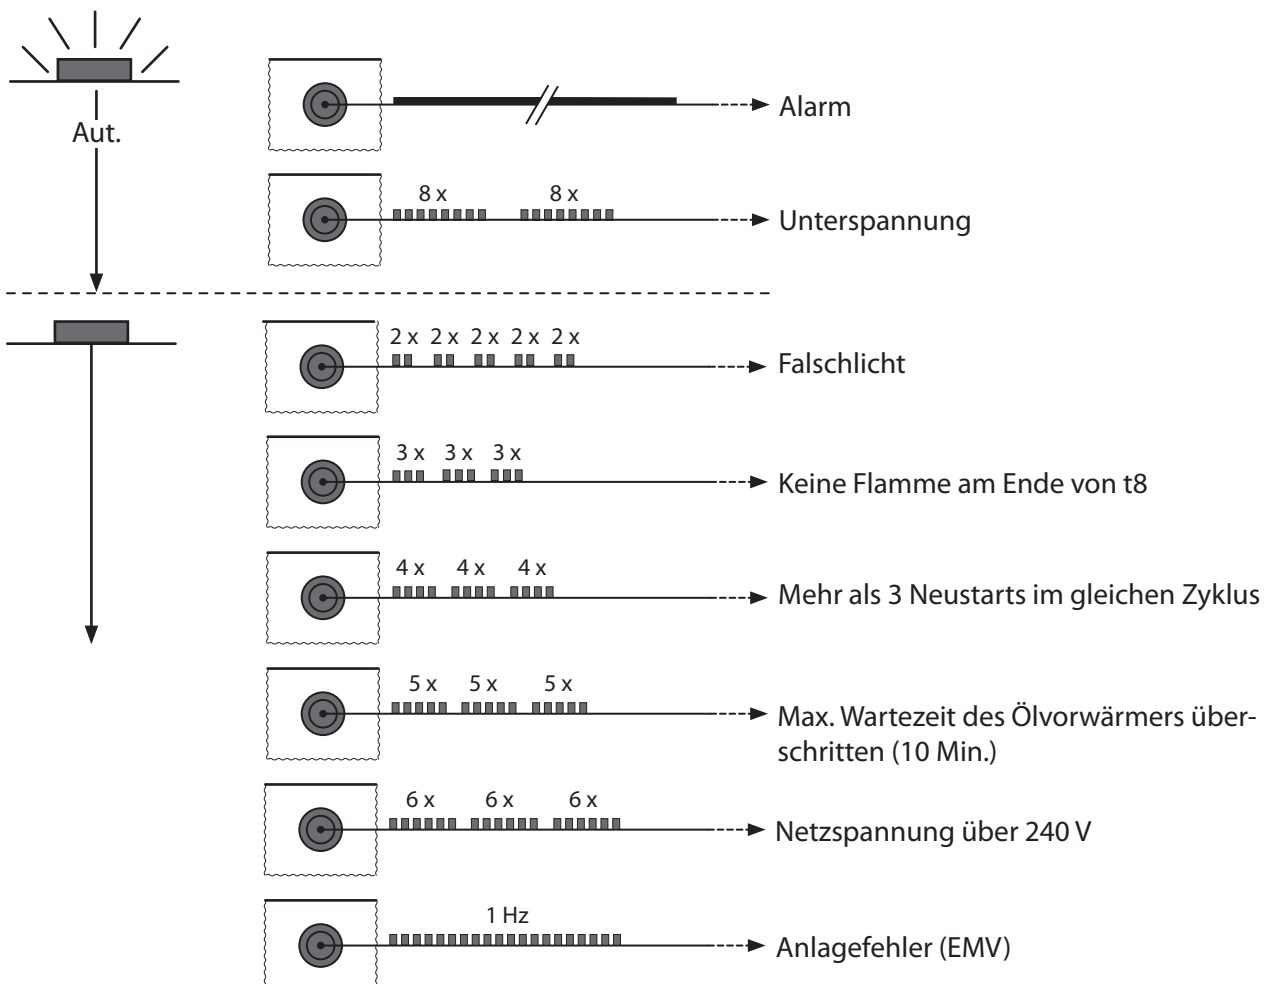 Aut.
Alarm
8 x 8 x
Unterspannung
2 x 2 x 2 x 2 x 2 x
Falschlicht
3 x 3 x 3 x
Keine Flamme am Ende von t8
4 x 4 x 4 x
Mehr als 3 Neustarts im gleichen Zyklus
5 x 5 x 5 x
Max. Wartezeit des Ölvorwärmers über-
schritten (10 Min.)
6 x 6 x 6 x
Netzspannung über 240 V
1 Hz
Anlagefehler (EMV)